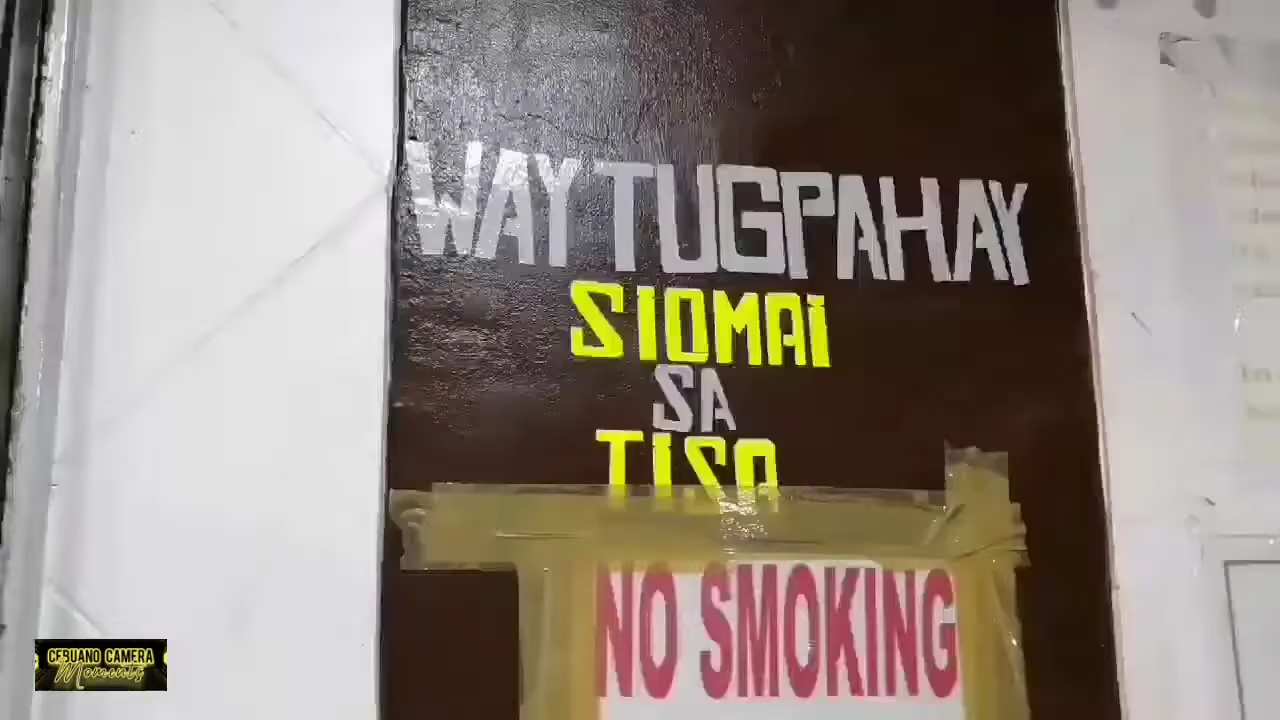 WAY TUGPAHAY
SIOMAI
SA
TISA
NO SMOKING
CEBUANO CAMERA
Moments